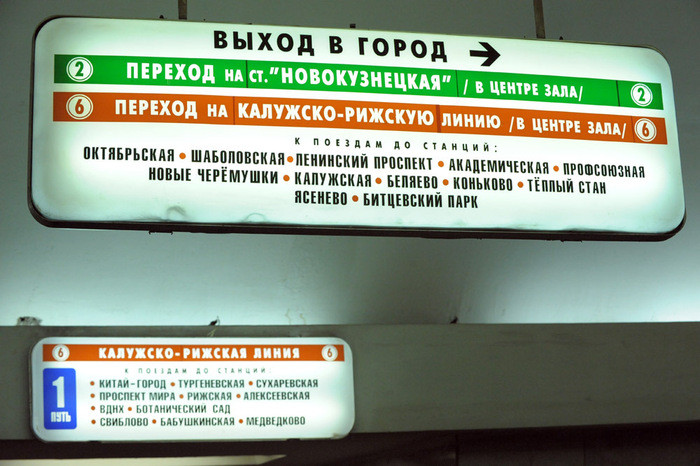 ВЫХОД В ГОРОД →
2 ПЕРЕХОД НА СТ."НОВОКУЗНЕЦКАЯ" /В ЦЕНТРЕ ЗАЛА/ 2
6 ПЕРЕХОД НА КАЛУЖСКО-РИЖСКУЮ ЛИНИЮ /В ЦЕНТРЕ ЗАЛА/ 6
К ПОЕЗДАМ ДО СТАНЦИЙ:
ОКТЯБРЬСКАЯ • ШАБОЛОВСКАЯ • ЛЕНИНСКИЙ ПРОСПЕКТ • АКАДЕМИЧЕСКАЯ • ПРОФСОЮЗНАЯ
НОВЫЕ ЧЕРЁМУШКИ • КАЛУЖСКАЯ • БЕЛЯЕВО • КОНЬКОВО • ТЁПЛЫЙ СТАН
ЯСЕНЕВО • БИТЦЕВСКИЙ ПАРК
6 КАЛУЖСКО-РИЖСКАЯ ЛИНИЯ 6
К ПОЕЗДАМ ДО СТАНЦИЙ:
1 ПУТЬ
• КИТАЙ-ГОРОД • ТУРГЕНЕВСКАЯ • СУХАРЕВСКАЯ
• ПРОСПЕКТ МИРА • РИЖСКАЯ • АЛЕКСЕЕВСКАЯ
• ВДНХ • БОТАНИЧЕСКИЙ САД
• СВИБЛОВО • БАБУШКИНСКАЯ • МЕДВЕДКОВО